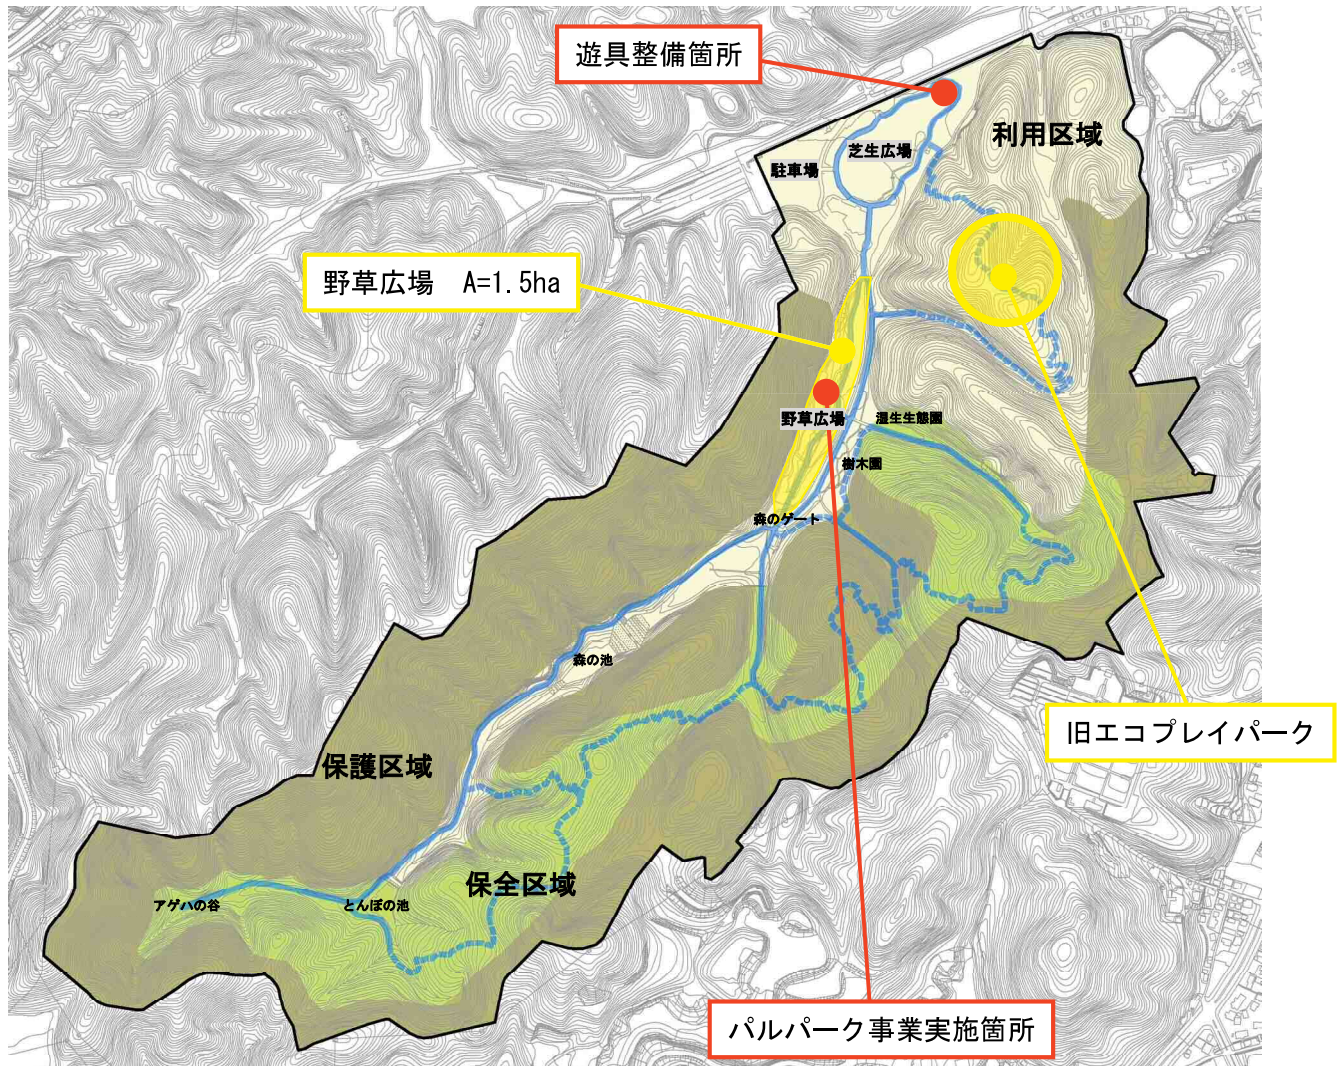 遊具整備箇所
利用区域
芝生広場
駐車場
野草広場　A=1.5ha
野草広場
湿生生態園
樹木園
森のゲート
森の池
旧エコプレイパーク
保護区域
保全区域
アゲハの谷
とんぼの池
パルパーク事業実施箇所